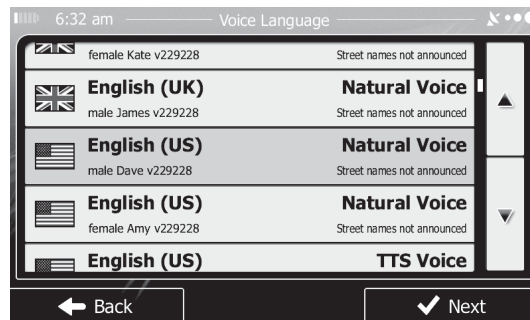 6:32 am
Voice Language
female Kate v229228 Street names not announced
English (UK) Natural Voice
male James v229228 Street names not announced
English (US) Natural Voice
male Dave v229228 Street names not announced
English (US) Natural Voice
female Amy v229228 Street names not announced
English (US) TTS Voice
Back
Next